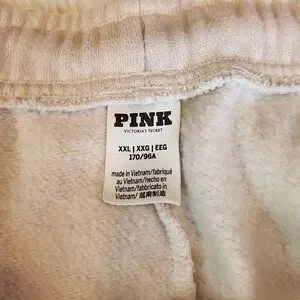 PINK
VICTORIA'S SECRET
XXL | XXG | EEG
170/96A
made in Vietnam/fabriqué
au Vietnam/hecho en
Vietnam/fabbricato in
Vietnam/ 越南制造